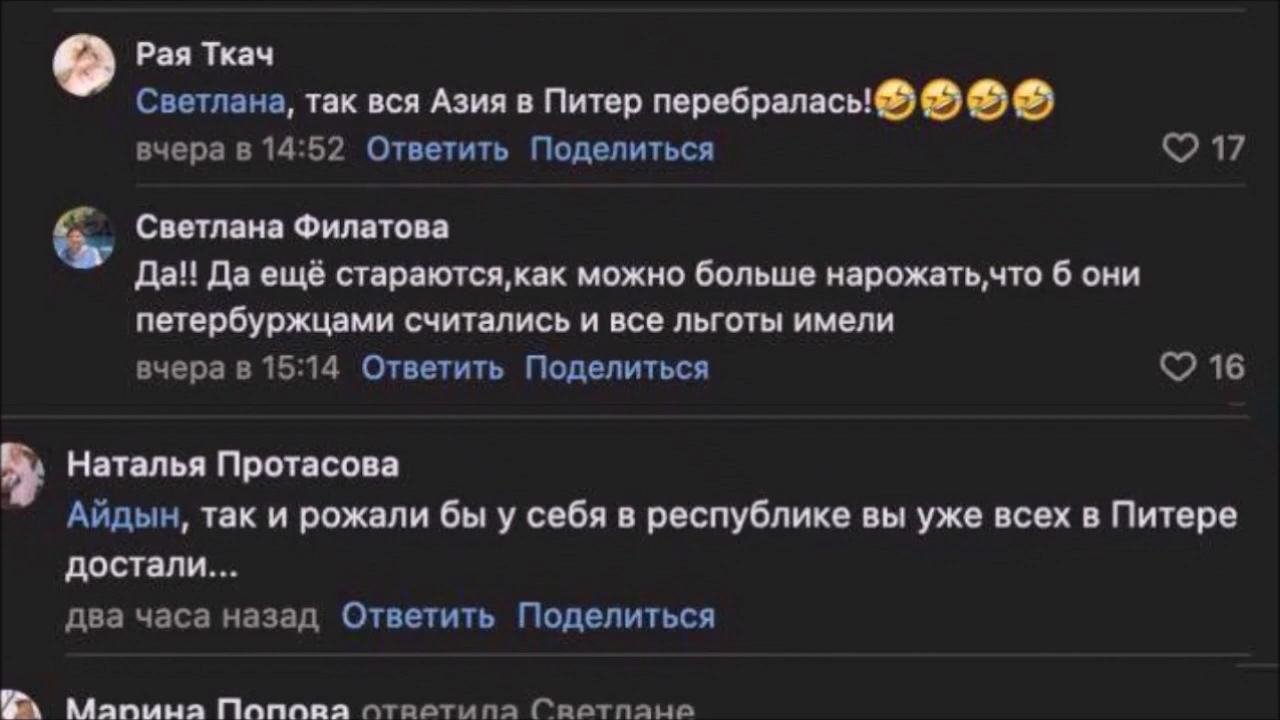 Рая Ткач
Светлана, так вся Азия в Питер перебралась!🤣🤣🤣🤣
вчера в 14:52 Ответить Поделиться 17
Светлана Филатова
Да!! Да ещё стараются,как можно больше нарожать,что б они
петербуржцами считались и все льготы имели
вчера в 15:14 Ответить Поделиться 16
Наталья Протасова
Айдын, так и рожали бы у себя в республике вы уже всех в Питере
достали...
два часа назад Ответить Поделиться
Марина Попова ответила Светлане